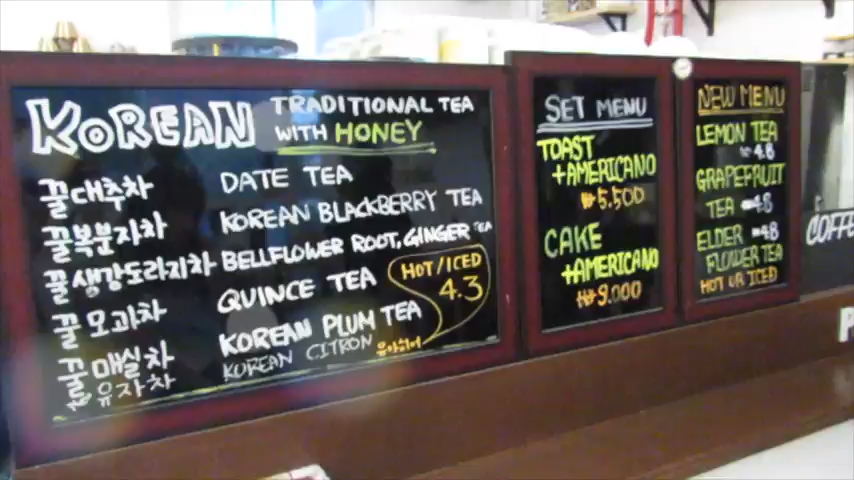 KOREAN TRADITIONAL TEA
WITH HONEY
꿀대추차 DATE TEA
꿀복분자차 KOREAN BLACKBERRY TEA
꿀생강도라지차 BELLFLOWER ROOT, GINGER TEA
꿀모과차 QUINCE TEA
꿀매실차 KOREAN PLUM TEA
꿀유자차 KOREAN CITRON
HOT/ICED
4.3
SET MENU
TOAST
+AMERICANO
₩5.500
CAKE
+AMERICANO
₩9.000
NEW MENU
LEMON TEA
4.8
GRAPEFRUIT
TEA 4.8
ELDER 4.8
FLOWER TEA
HOT OR ICED
COFFE
P